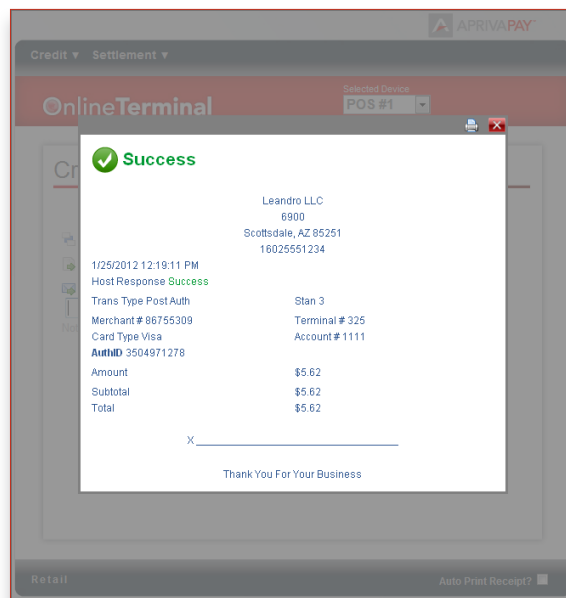 APRIVAPAY
Credit ▼ Settlement ▼
OnlineTerminal
Selected Device
POS #1
Success
Leandro LLC
6900
Scottsdale, AZ 85251
16025551234
1/25/2012 12:19:11 PM
Host Response Success
Trans Type Post Auth Stan 3
Merchant # 86755309 Terminal # 325
Card Type Visa Account # 1111
AuthID 3504971278
Amount $5.62
Subtotal $5.62
Total $5.62
X
Thank You For Your Business
Retail Auto Print Receipt?